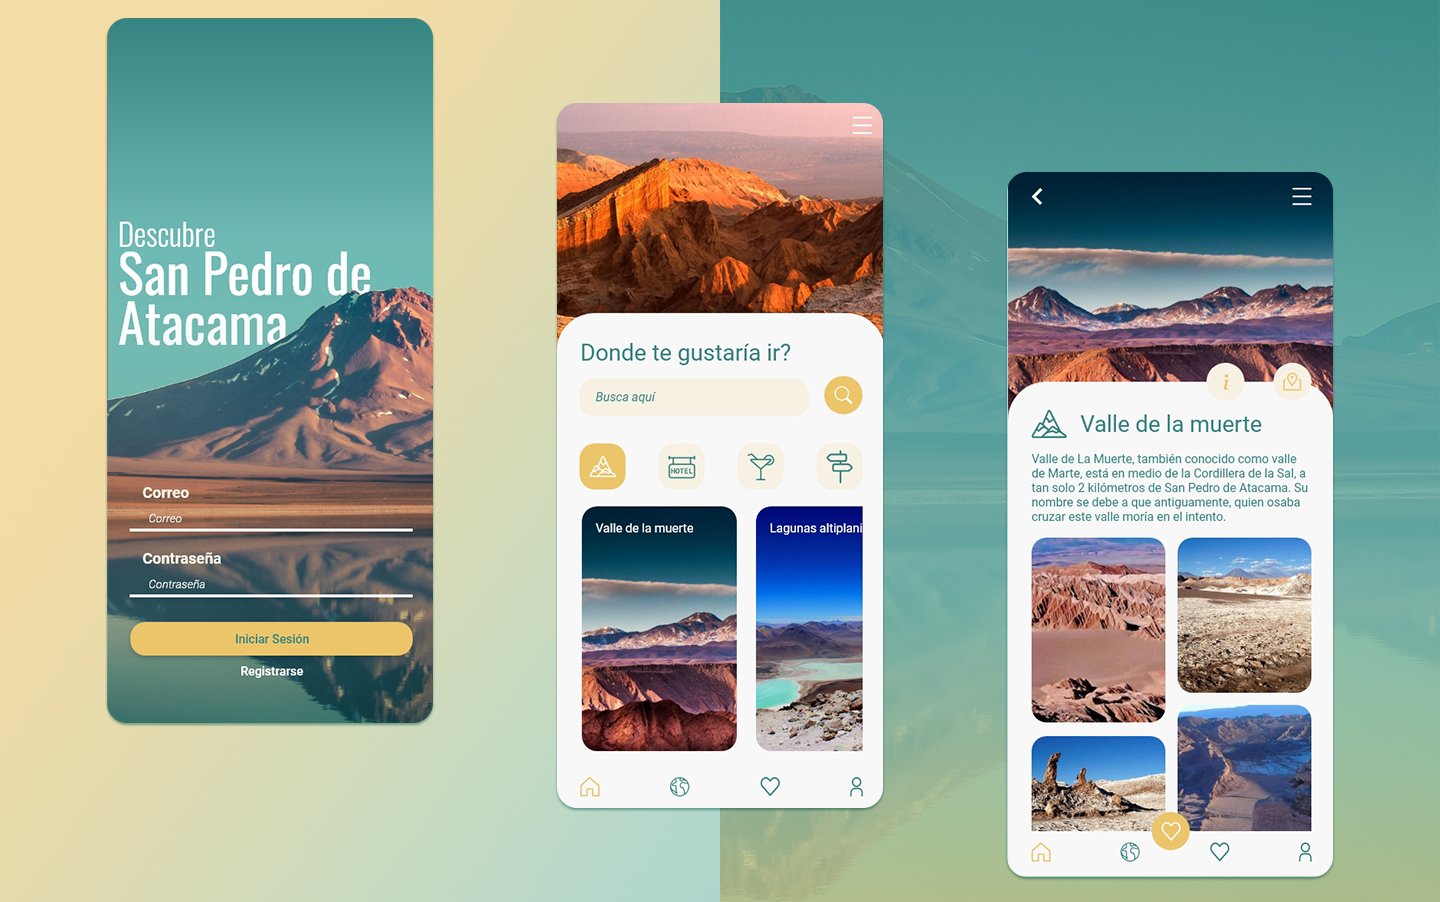 Descubre
San Pedro de
Atacama
Correo
Correo
Contraseña
Contraseña
Iniciar Sesión
Registrarse
Donde te gustaría ir?
Busca aquí
HOTEL
Valle de la muerte
Lagunas altiplani
i
Valle de la muerte
Valle de La Muerte, también conocido como valle
de Marte, está en medio de la Cordillera de la Sal, a
tan solo 2 kilómetros de San Pedro de Atacama. Su
nombre se debe a que antiguamente, quien osaba
cruzar este valle moría en el intento.